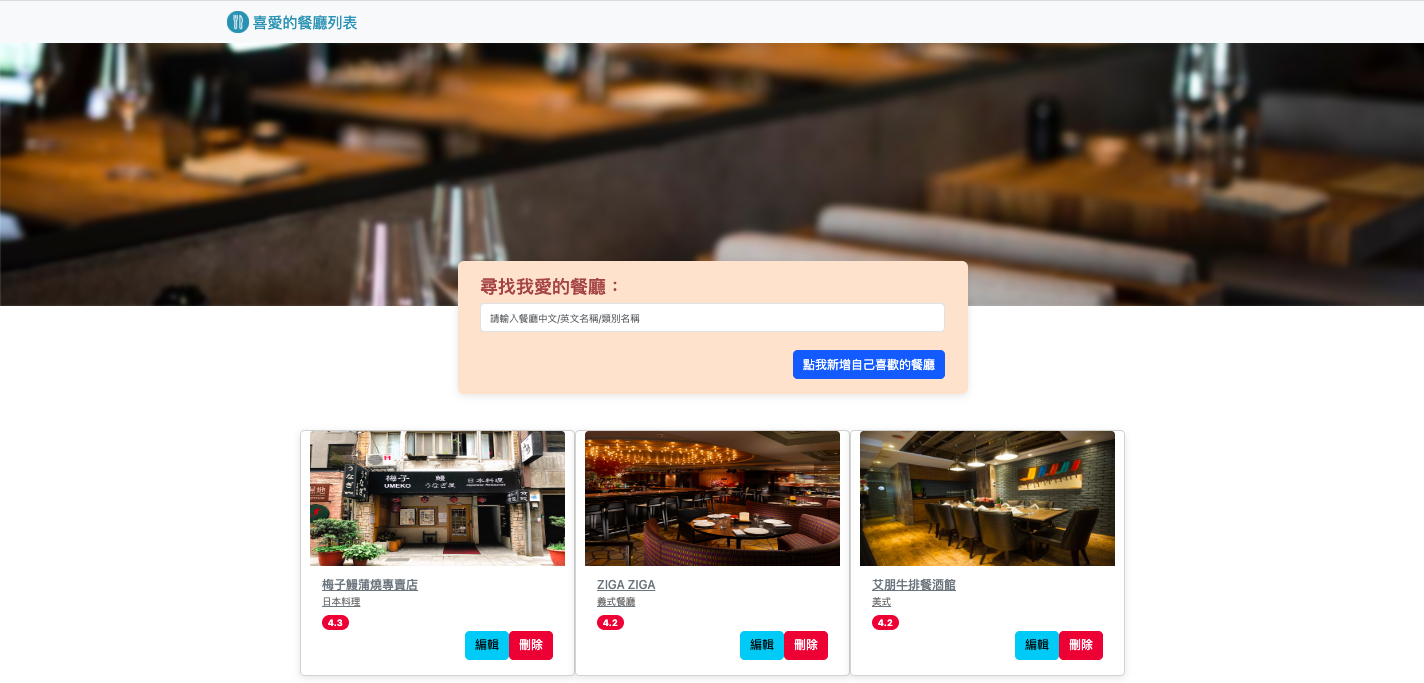 喜愛的餐廳列表
尋找我愛的餐廳：
請輸入餐廳中文/英文名稱/類別名稱
點我新增自己喜歡的餐廳
梅子 鰻 日本料理
UMEKO うなぎ屋 Japanese Restaurant
梅子鰻蒲燒專賣店
日本料理
4.3
編輯 刪除
ZIGA ZIGA
義式餐廳
4.2
編輯 刪除
艾朋牛排餐酒館
美式
4.2
編輯 刪除